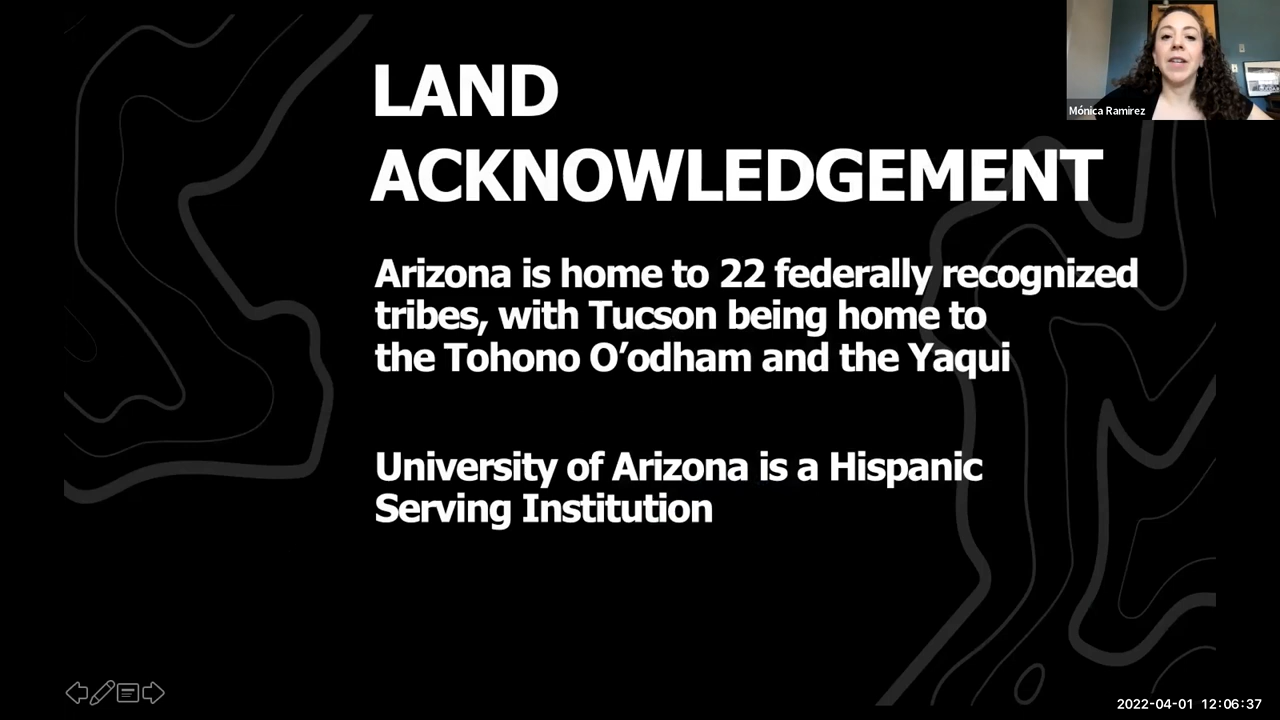 LAND
ACKNOWLEDGEMENT
Mónica Ramirez
Arizona is home to 22 federally recognized
tribes, with Tucson being home to
the Tohono O’odham and the Yaqui
University of Arizona is a Hispanic
Serving Institution
2022-04-01 12:06:37